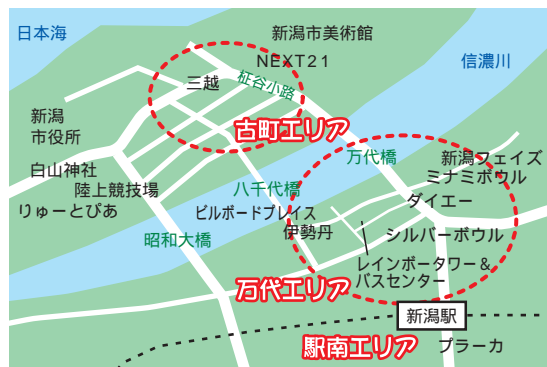 日本海
新潟市美術館
NEXT21
信濃川
三越
柾谷小路
新潟
市役所
古町エリア
万代橋
新潟フェイズ
ミナミボウル
白山神社
陸上競技場
りゅーとぴあ
八千代橋
ダイエー
ビルボードプレイス
伊勢丹
昭和大橋
シルバーボウル
レインボータワー&
バスセンター
万代エリア
新潟駅
駅南エリア
プラーカ